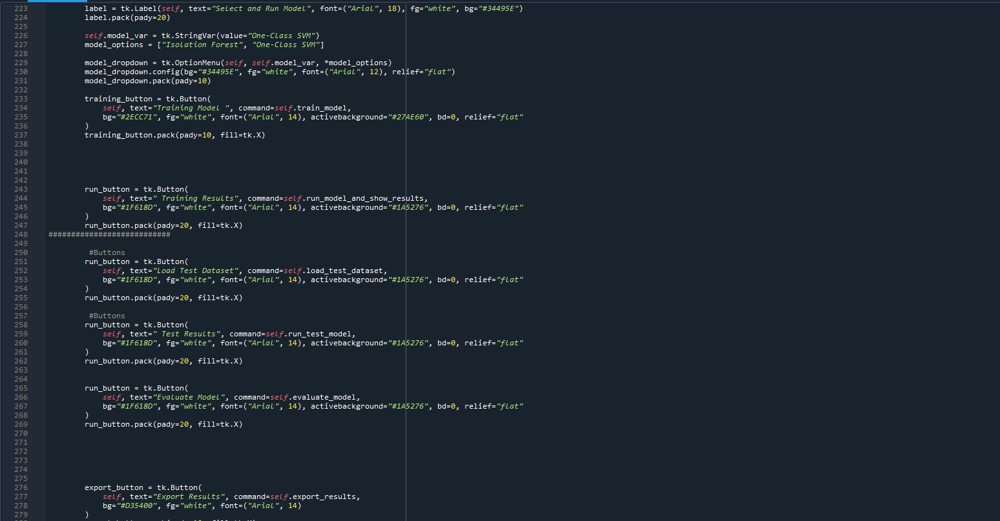 223 label = tk.Label(self, text="Select and Run Model", font=("Arial", 18), fg="white", bg="#34495E")
224 label.pack(pady=20)
225
226 self.model_var = tk.StringVar(value="One-Class SVM")
227 model_options = ["Isolation Forest", "One-Class SVM"]
228
229 model_dropdown = tk.OptionMenu(self, self.model_var, *model_options)
230 model_dropdown.config(bg="#34495E", fg="white", font=("Arial", 12), relief="flat")
231 model_dropdown.pack(pady=10)
232
233 training_button = tk.Button(
234 self, text="Training Model ", command=self.train_model,
235 bg="#2ECC71", fg="white", font=("Arial", 14), activebackground="#27AE60", bd=0, relief="flat"
236 )
237 training_button.pack(pady=10, fill=tk.X)
238
239
240
241
242
243 run_button = tk.Button(
244 self, text=" Training Results", command=self.run_model_and_show_results,
245 bg="#1F618D", fg="white", font=("Arial", 14), activebackground="#1A5276", bd=0, relief="flat"
246 )
247 run_button.pack(pady=20, fill=tk.X)
248 ###########################
249
250 #Buttons
251 run_button = tk.Button(
252 self, text="Load Test Dataset", command=self.load_test_dataset,
253 bg="#1F618D", fg="white", font=("Arial", 14), activebackground="#1A5276", bd=0, relief="flat"
254 )
255 run_button.pack(pady=20, fill=tk.X)
256
257 #Buttons
258 run_button = tk.Button(
259 self, text=" Test Results", command=self.run_test_model,
260 bg="#1F618D", fg="white", font=("Arial", 14), activebackground="#1A5276", bd=0, relief="flat"
261 )
262 run_button.pack(pady=20, fill=tk.X)
263
264
265 run_button = tk.Button(
266 self, text="Evaluate Model", command=self.evaluate_model,
267 bg="#1F618D", fg="white", font=("Arial", 14), activebackground="#1A5276", bd=0, relief="flat"
268 )
269 run_button.pack(pady=20, fill=tk.X)
270
271
272
273
274
275
276 export_button = tk.Button(
277 self, text="Export Results", command=self.export_results,
278 bg="#D35400", fg="white", font=("Arial", 14)
279 )